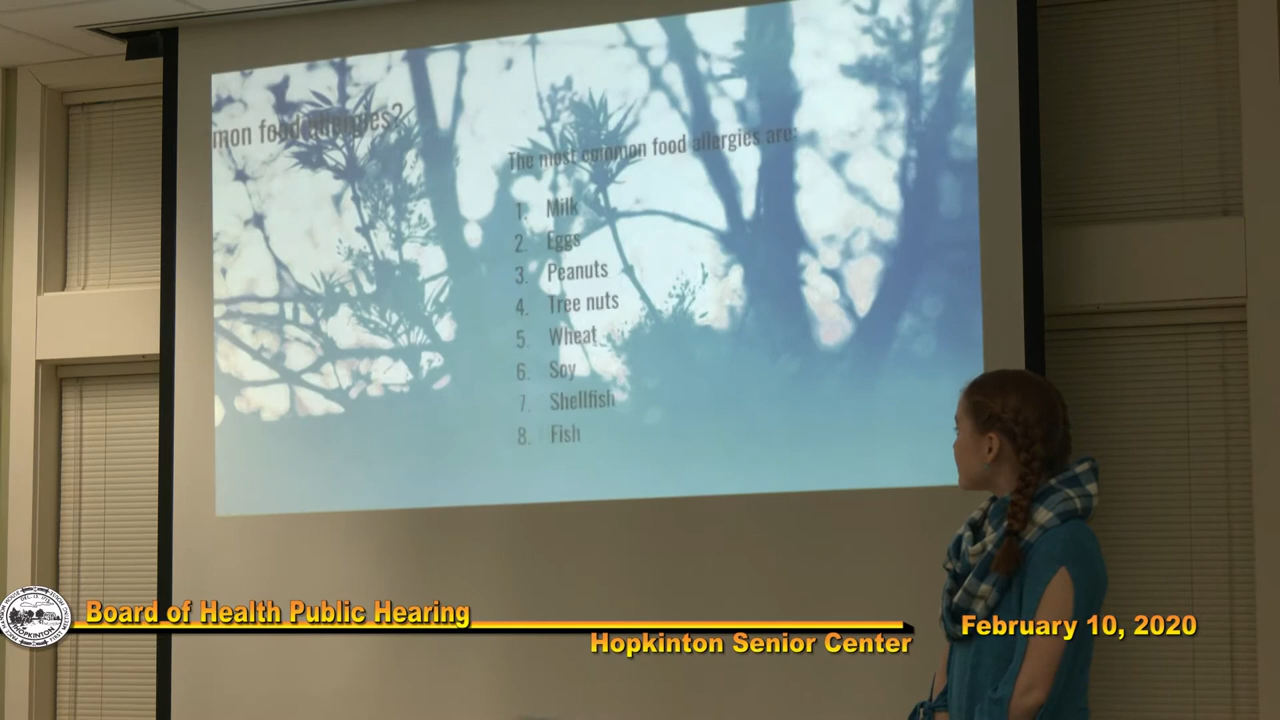 mon food allergies?
The most common food allergies are:
1. Milk
2. Eggs
3. Peanuts
4. Tree nuts
5. Wheat
6. Soy
7. Shellfish
8. Fish
HOPKINTON
Board of Health Public Hearing
Hopkinton Senior Center
February 10, 2020